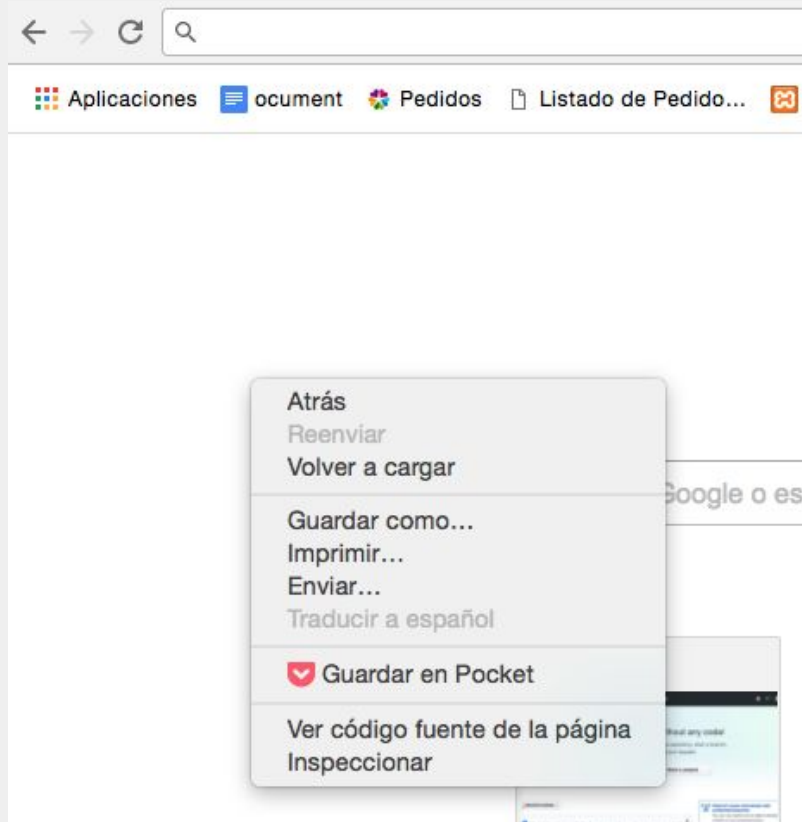 Aplicaciones ocument Pedidos Listado de Pedido...
Atrás
Reenviar
Volver a cargar
Google o es
Guardar como...
Imprimir...
Enviar...
Traducir a español
Guardar en Pocket
Ver código fuente de la página
Inspeccionar